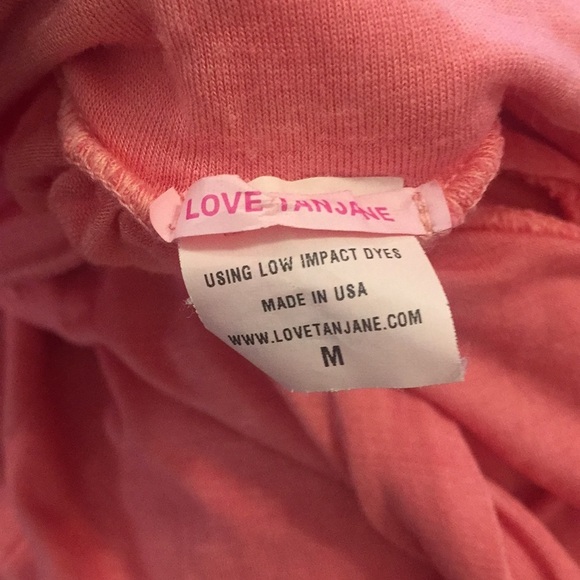 LOVE TANJANE
USING LOW IMPACT DYES
MADE IN USA
WWW.LOVETANJANE.COM
M